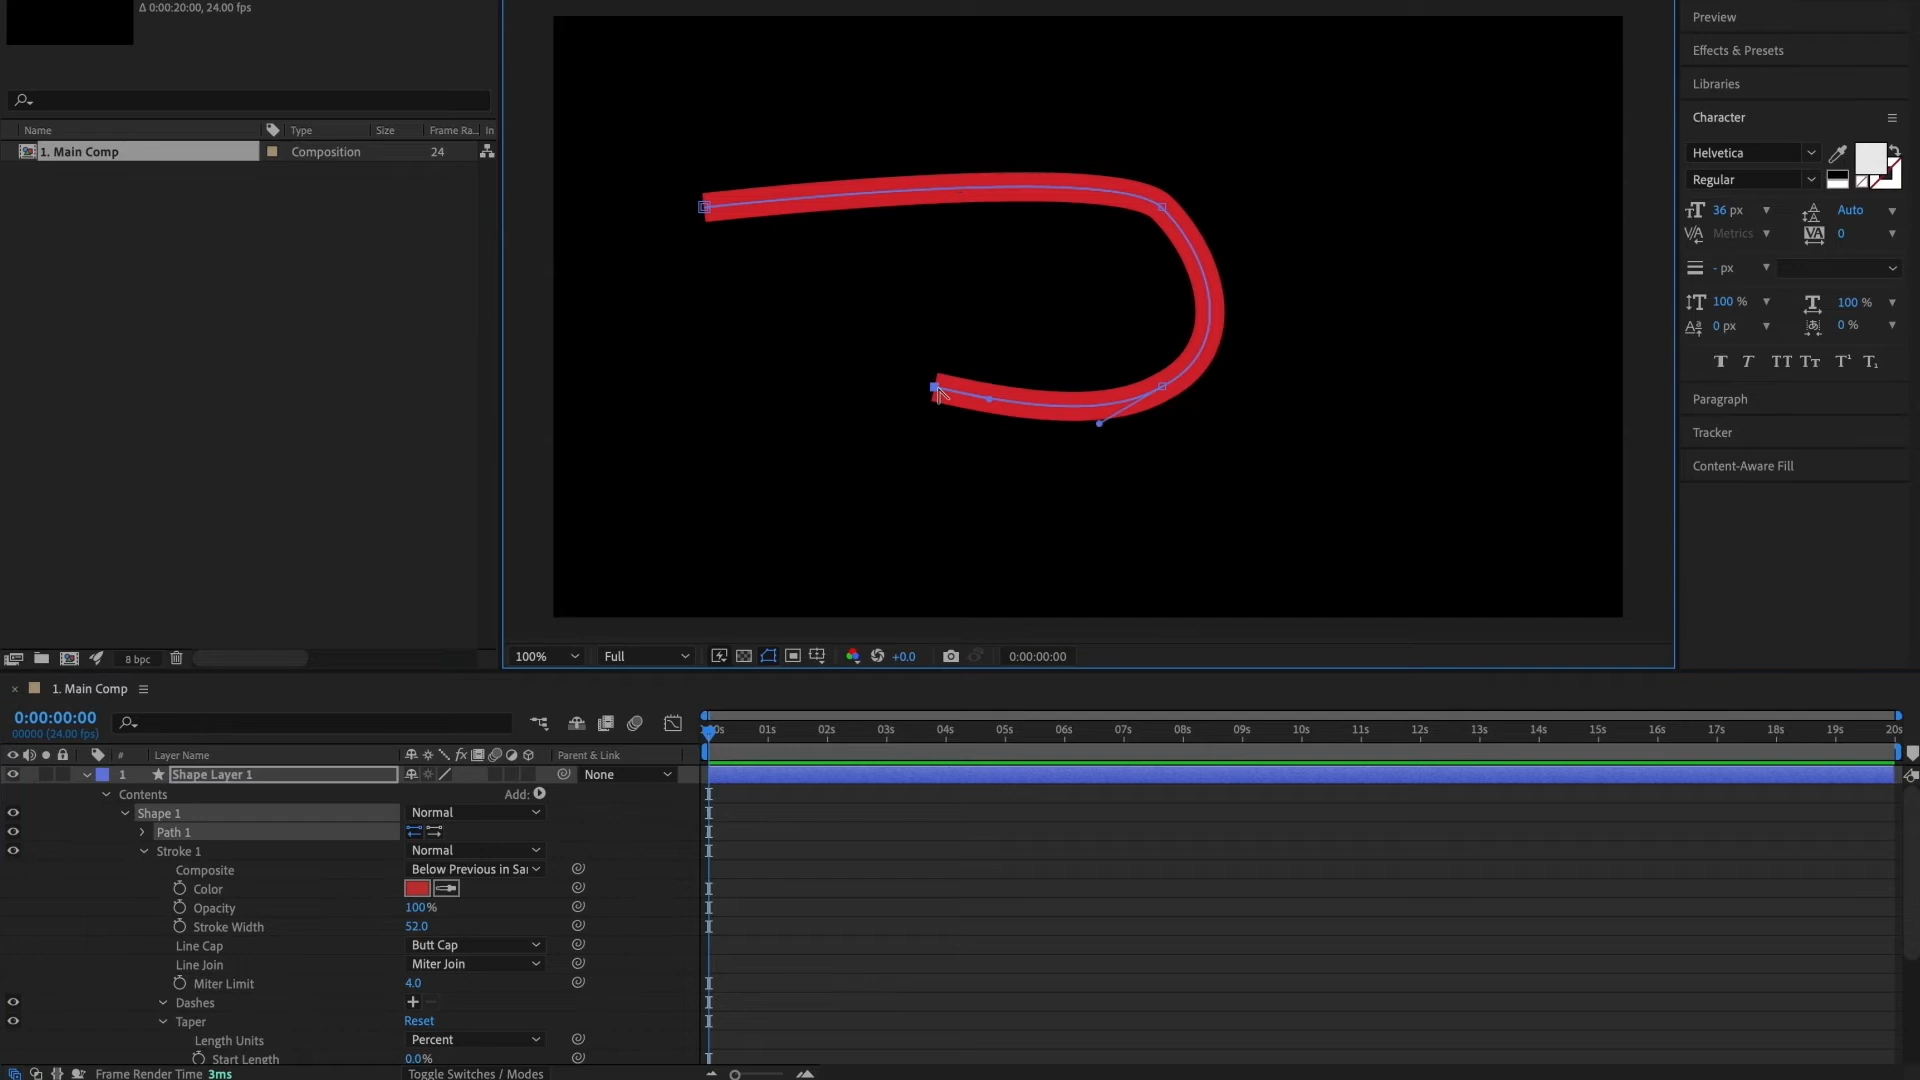 Δ 0:00:20:00, 24.00 fps
Name Type Size Frame Ra... In
1. Main Comp Composition 24
8 bpc
100% Full +0.0 0:00:00:00
Preview
Effects & Presets
Libraries
Character
Helvetica
Regular
36 px Auto
Metrics 0
- px
100 % 100 %
0 px 0 %
T T TT Tт T¹ T₁
Paragraph
Tracker
Content-Aware Fill
1. Main Comp
0:00:00:00
00000 (24.00 fps)
00s 01s 02s 03s 04s 05s 06s 07s 08s 09s 10s 11s 12s 13s 14s 15s 16s 17s 18s 19s 20s
# Layer Name Parent & Link
1 Shape Layer 1 None
Contents Add:
Shape 1 Normal
Path 1
Stroke 1 Normal
Composite Below Previous in Sa
Color
Opacity 100%
Stroke Width 52.0
Line Cap Butt Cap
Line Join Miter Join
Miter Limit 4.0
Dashes + −
Taper Reset
Length Units Percent
Start Length 0.0%
Frame Render Time 3ms Toggle Switches / Modes